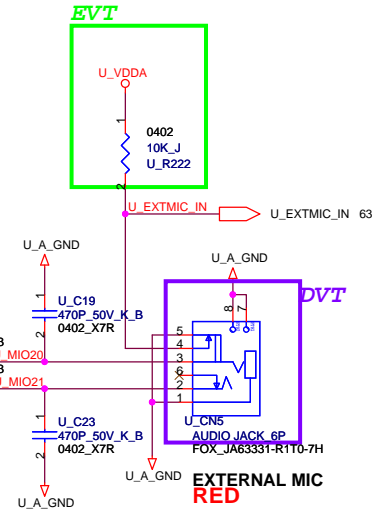 EVT
U_VDDA
1
0402
10K_J
U_R222
2
U_EXTMIC_IN
U_EXTMIC_IN 63
U_A_GND
U_A_GND
DVT
1
U_C19
470P_50V_K_B
0402_X7R
2
8
7
5
4
3
6
2
1
U_MIO20
U_MIO21
1
U_C23
470P_50V_K_B
0402_X7R
2
U_CN5
AUDIO JACK_6P
FOX_JA63331-R1T0-7H
U_A_GND
U_A_GND
EXTERNAL MIC
RED